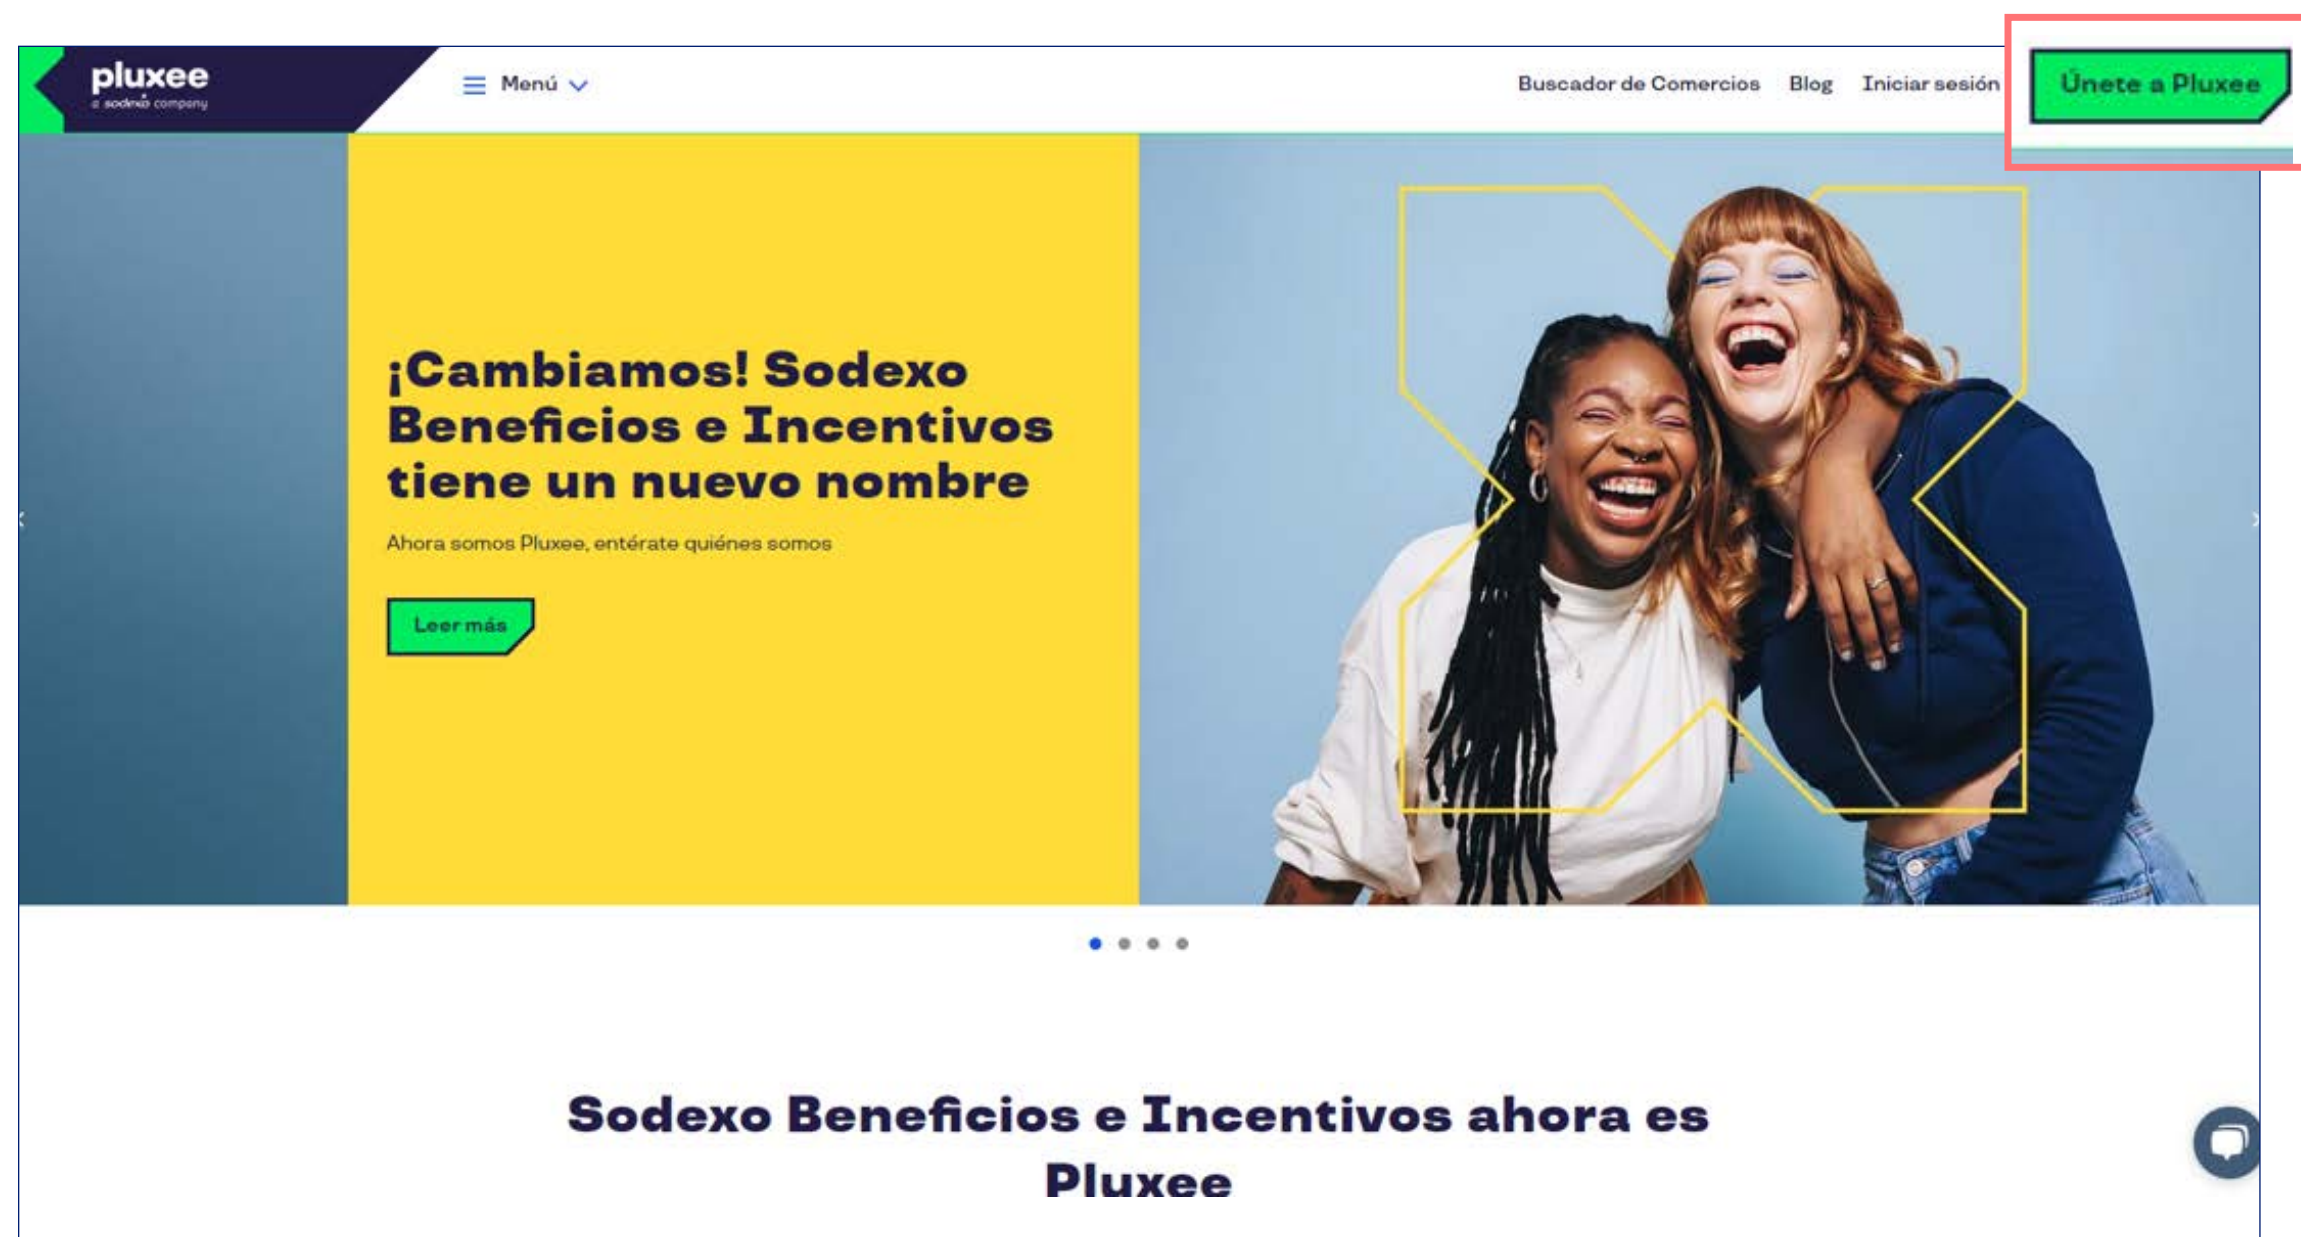 pluxee
a sodexo company
Menú
Buscador de Comercios
Blog
Iniciar sesión
Únete a Pluxee
¡Cambiamos! Sodexo
Beneficios e Incentivos
tiene un nuevo nombre
Ahora somos Pluxee, entérate quiénes somos
Leer más
Sodexo Beneficios e Incentivos ahora es
Pluxee